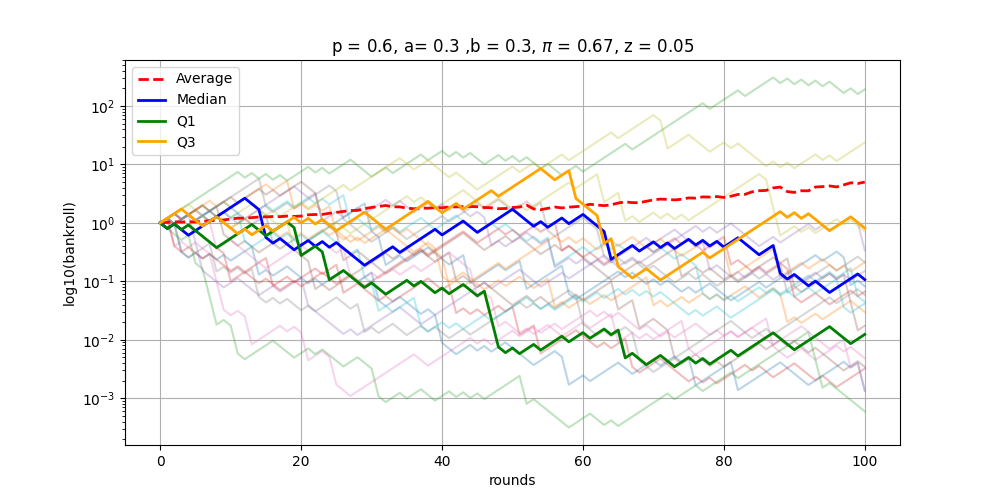 p = 0.6, a= 0.3 ,b = 0.3, π = 0.67, z = 0.05
Average
Median
Q1
Q3
log10(bankroll)
10²
10¹
10⁰
10⁻¹
10⁻²
10⁻³
0 20 40 60 80 100
rounds